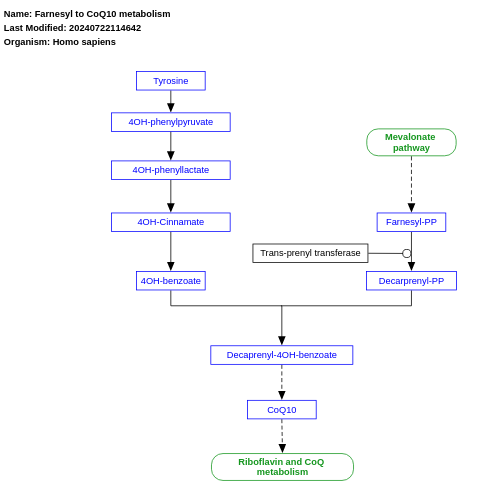 Name: Farnesyl to CoQ10 metabolism
Last Modified: 20240722114642
Organism: Homo sapiens
Tyrosine
4OH-phenylpyruvate
Mevalonate
pathway
4OH-phenyllactate
4OH-Cinnamate
Farnesyl-PP
Trans-prenyl transferase
4OH-benzoate
Decarprenyl-PP
Decaprenyl-4OH-benzoate
CoQ10
Riboflavin and CoQ
metabolism